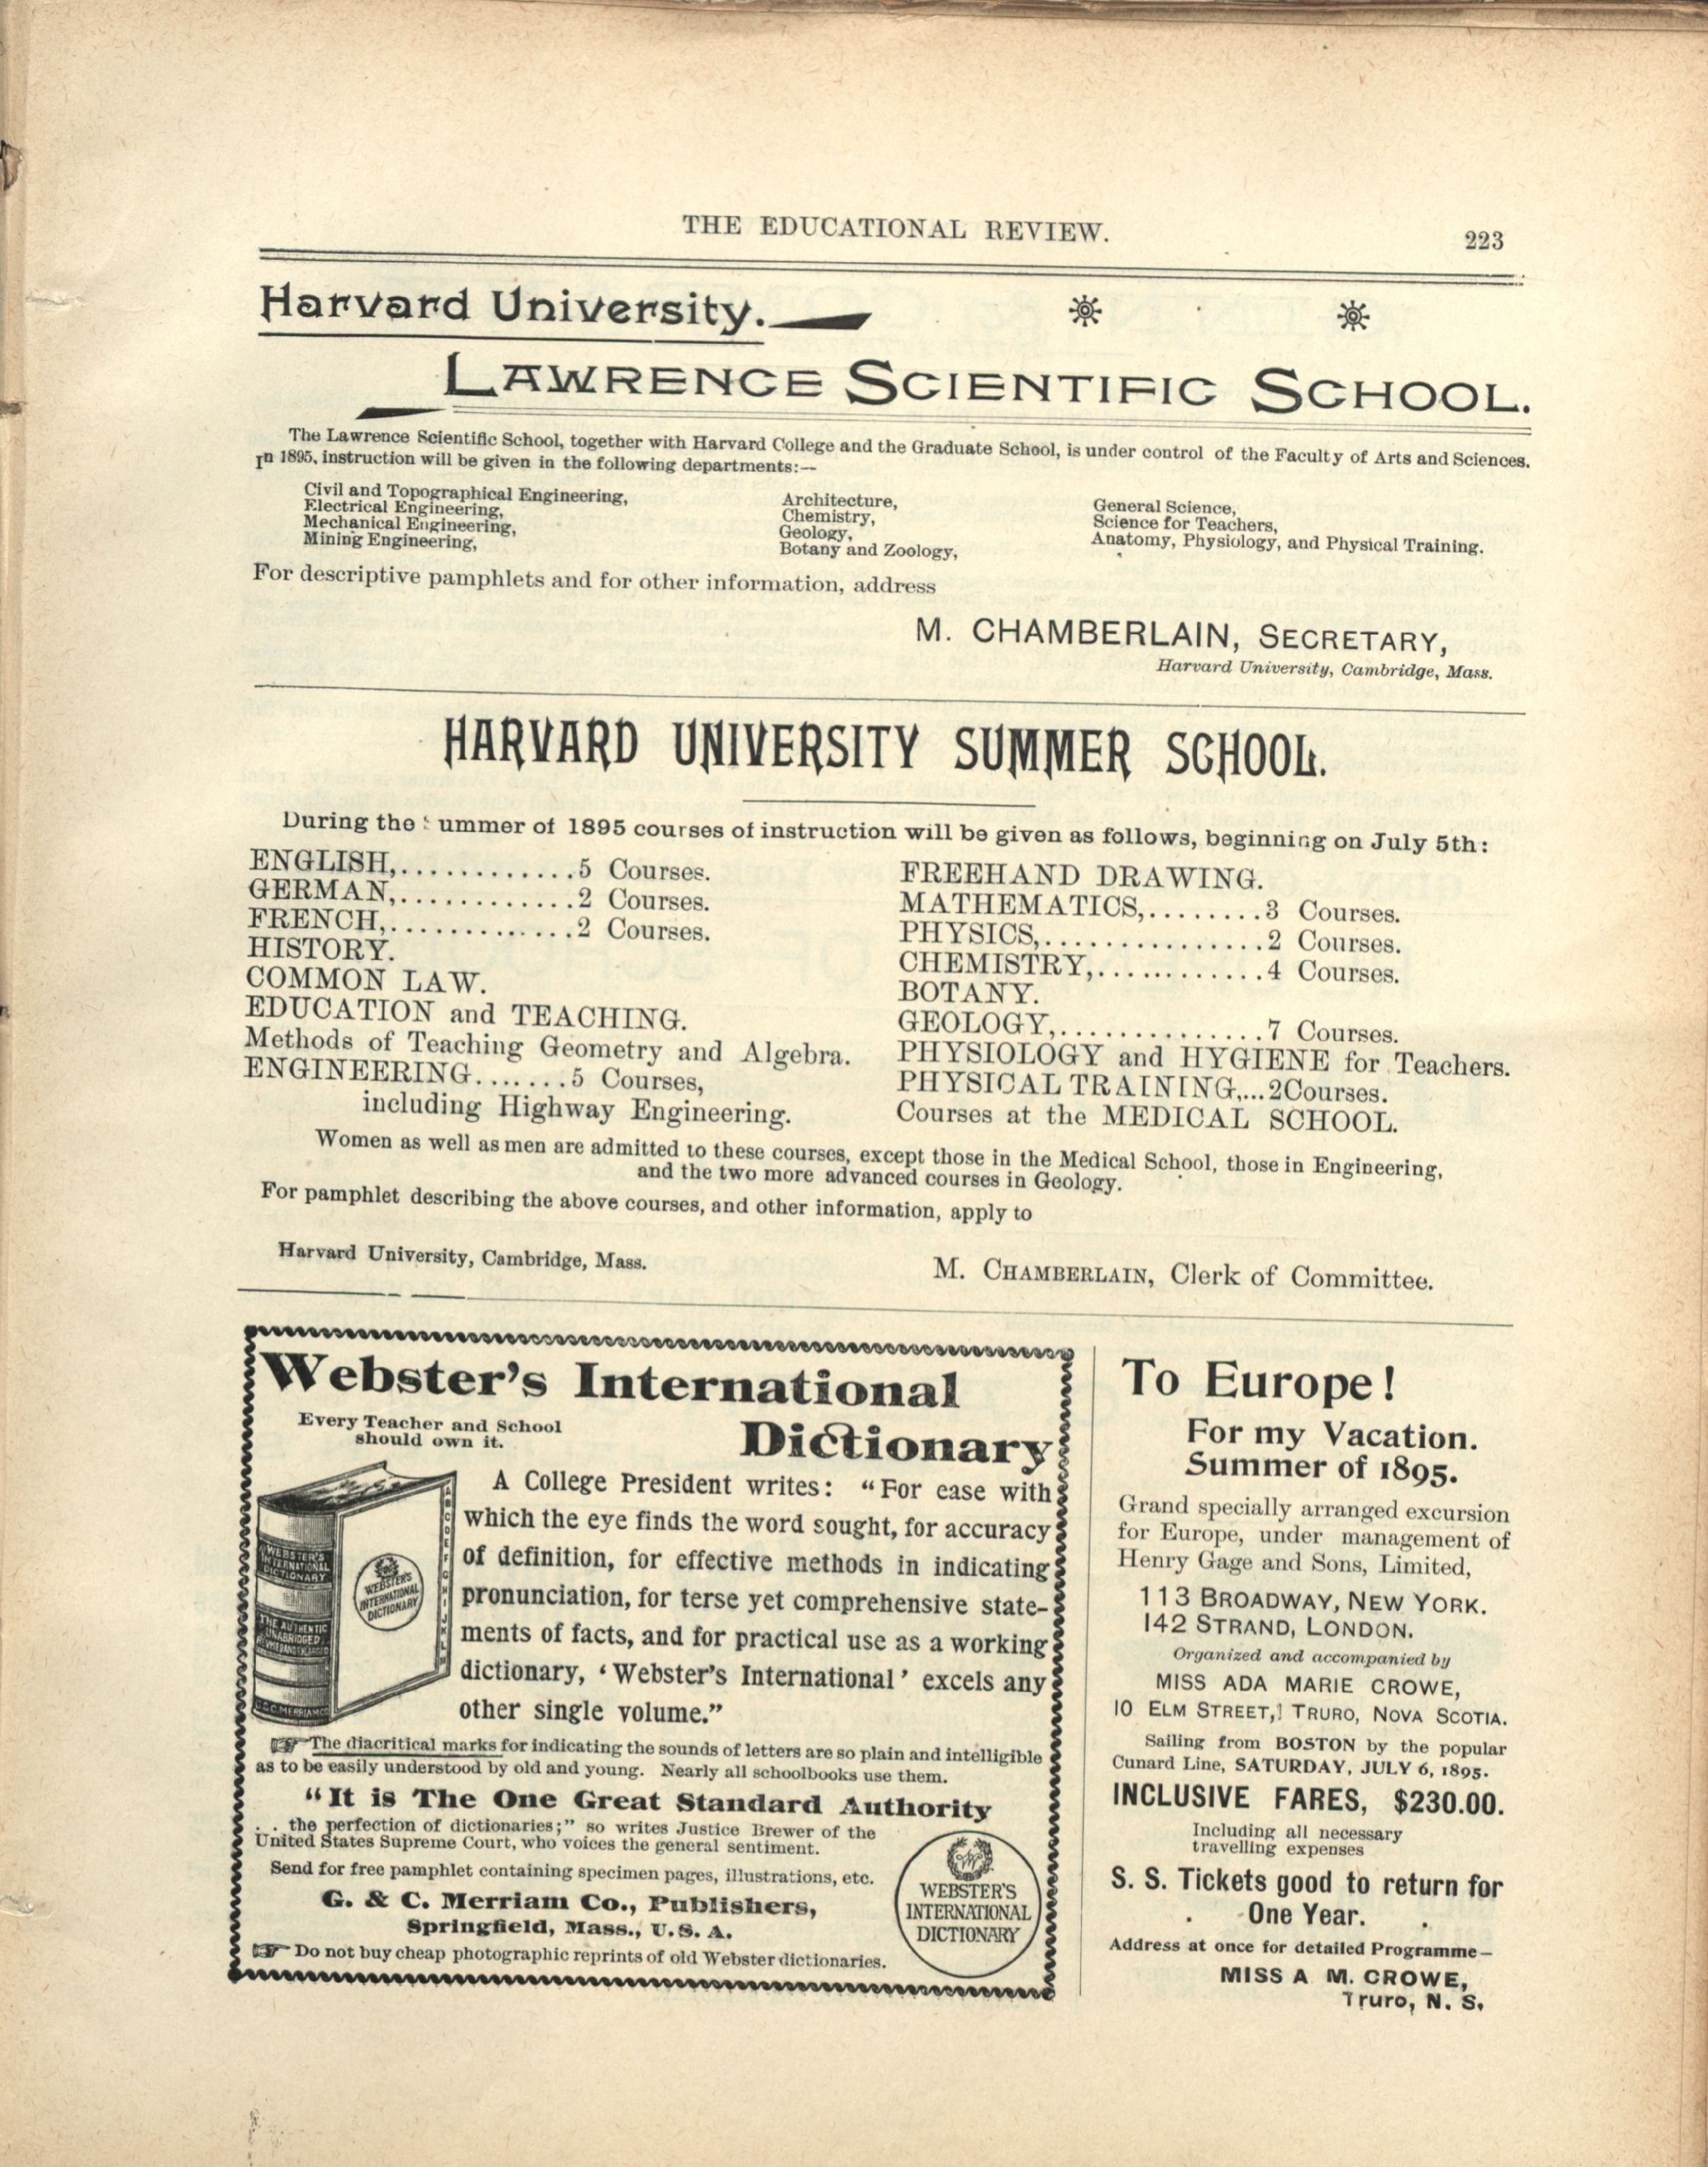 THE EDUCATIONAL REVIEW.
223
Harvard University.
LAWRENCE SCIENTIFIC SCHOOL.
The Lawrence Scientific School, together with Harvard College and the Graduate School, is under control of the Faculty of Arts and Sciences.
In 1895, instruction will be given in the following departments:—
Civil and Topographical Engineering,
Electrical Engineering,
Mechanical Engineering,
Mining Engineering,
Architecture,
Chemistry,
Geology,
Botany and Zoology,
General Science,
Science for Teachers,
Anatomy, Physiology, and Physical Training.
For descriptive pamphlets and for other information, address
M. CHAMBERLAIN, SECRETARY,
Harvard University, Cambridge, Mass.
HARVARD UNIVERSITY SUMMER SCHOOL.
During the ummer of 1895 courses of instruction will be given as follows, beginning on July 5th:
ENGLISH,............5 Courses.
GERMAN,............2 Courses.
FRENCH,............2 Courses.
HISTORY.
COMMON LAW.
EDUCATION and TEACHING.
Methods of Teaching Geometry and Algebra.
ENGINEERING.......5 Courses,
including Highway Engineering.
FREEHAND DRAWING.
MATHEMATICS,........3 Courses.
PHYSICS,...............2 Courses.
CHEMISTRY,............4 Courses.
BOTANY.
GEOLOGY,..............7 Courses.
PHYSIOLOGY and HYGIENE for Teachers.
PHYSICAL TRAINING,...2Courses.
Courses at the MEDICAL SCHOOL.
Women as well as men are admitted to these courses, except those in the Medical School, those in Engineering,
and the two more advanced courses in Geology.
For pamphlet describing the above courses, and other information, apply to
Harvard University, Cambridge, Mass.
M. CHAMBERLAIN, Clerk of Committee.
Webster's International
Dictionary
Every Teacher and School
should own it.
WEBSTER'S
INTERNATIONAL
DICTIONARY
THE AUTHENTIC
UNABRIDGED
G.&C. MERRIAM CO
WEBSTER'S
INTERNATIONAL
DICTIONARY
A College President writes: "For ease with
which the eye finds the word sought, for accuracy
of definition, for effective methods in indicating
pronunciation, for terse yet comprehensive state-
ments of facts, and for practical use as a working
dictionary, 'Webster's International' excels any
other single volume."
The diacritical marks for indicating the sounds of letters are so plain and intelligible
as to be easily understood by old and young. Nearly all schoolbooks use them.
"It is The One Great Standard Authority
. . the perfection of dictionaries;" so writes Justice Brewer of the
United States Supreme Court, who voices the general sentiment.
Send for free pamphlet containing specimen pages, illustrations, etc.
G. & C. Merriam Co., Publishers,
Springfield, Mass., U. S. A.
Do not buy cheap photographic reprints of old Webster dictionaries.
WEBSTER'S
INTERNATIONAL
DICTIONARY
To Europe!
For my Vacation.
Summer of 1895.
Grand specially arranged excursion
for Europe, under management of
Henry Gage and Sons, Limited,
113 BROADWAY, NEW YORK.
142 STRAND, LONDON.
Organized and accompanied by
MISS ADA MARIE CROWE,
10 ELM STREET, TRURO, NOVA SCOTIA.
Sailing from BOSTON by the popular
Cunard Line, SATURDAY, JULY 6, 1895.
INCLUSIVE FARES, $230.00.
Including all necessary
travelling expenses
S. S. Tickets good to return for
One Year.
Address at once for detailed Programme—
MISS A M. CROWE,
Truro, N. S.